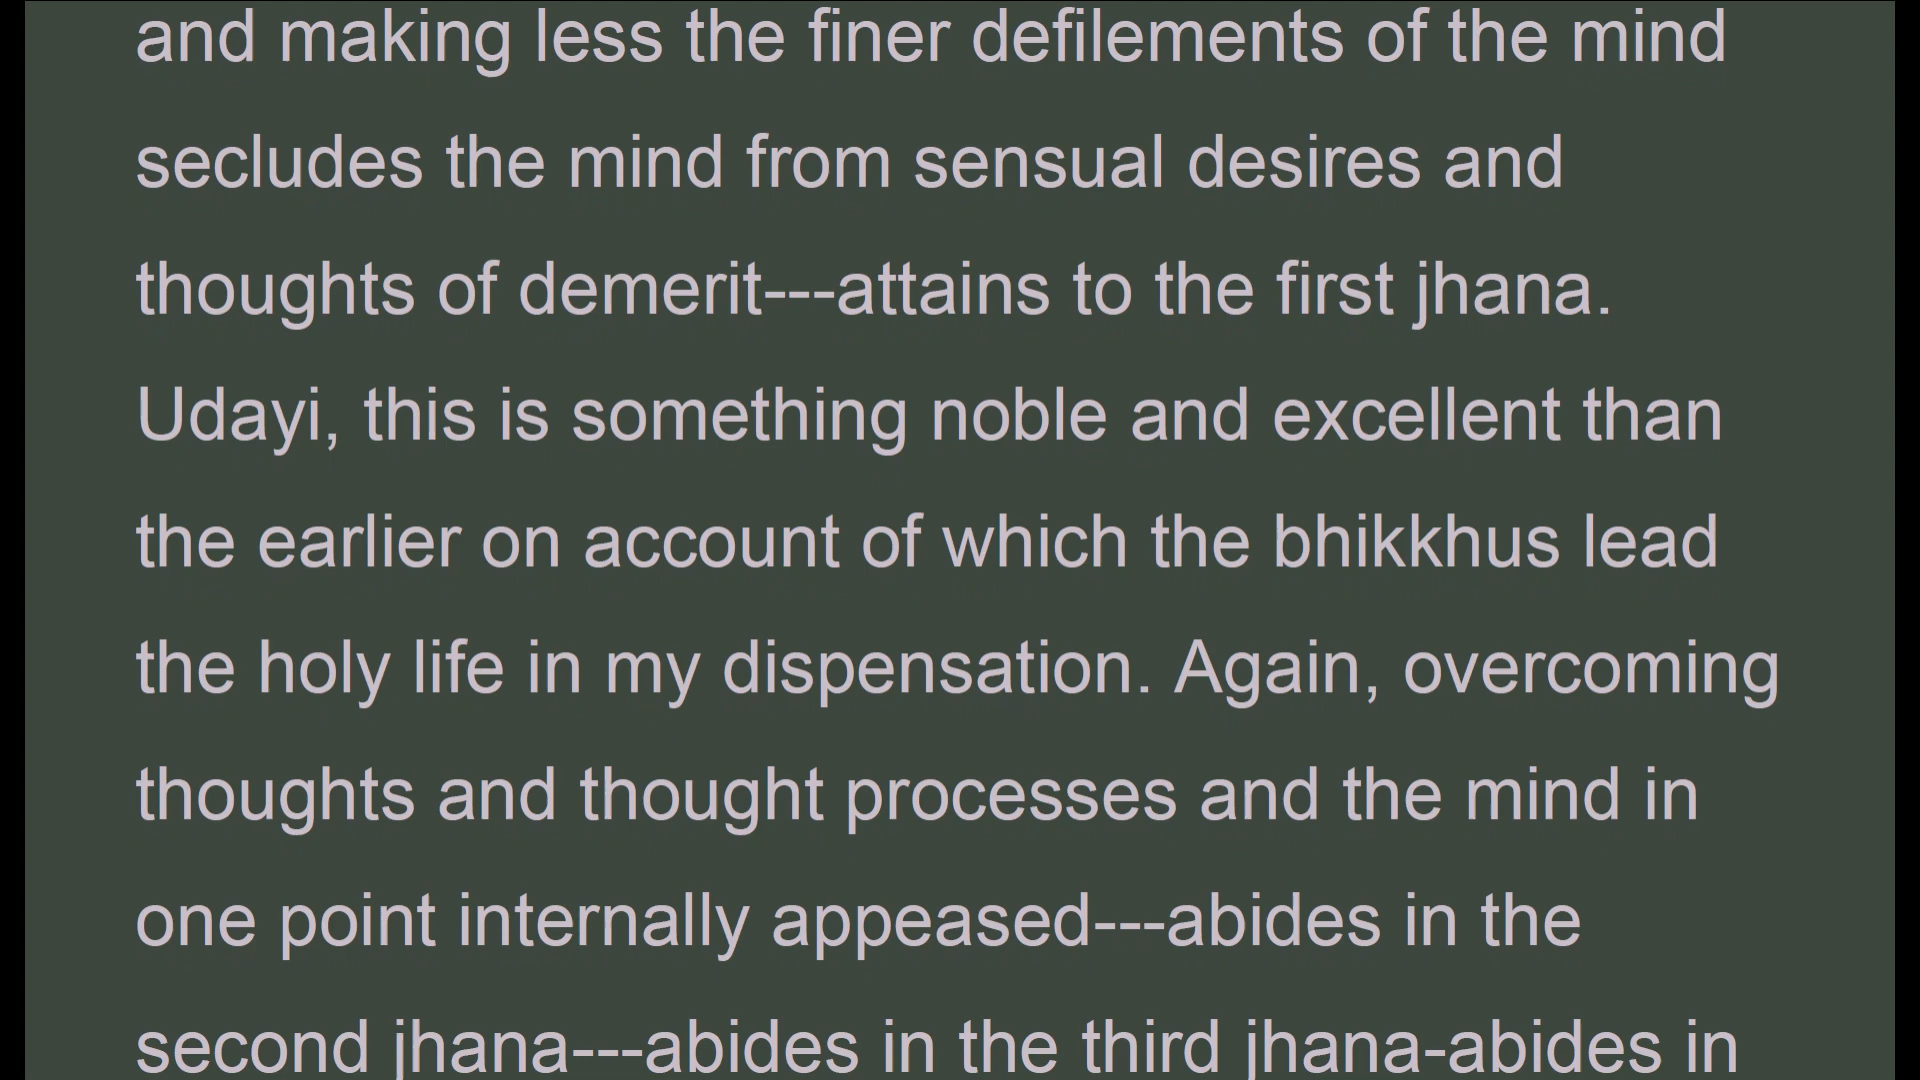 and making less the finer defilements of the mind
secludes the mind from sensual desires and
thoughts of demerit---attains to the first jhana.
Udayi, this is something noble and excellent than
the earlier on account of which the bhikkhus lead
the holy life in my dispensation. Again, overcoming
thoughts and thought processes and the mind in
one point internally appeased---abides in the
second jhana---abides in the third jhana-abides in